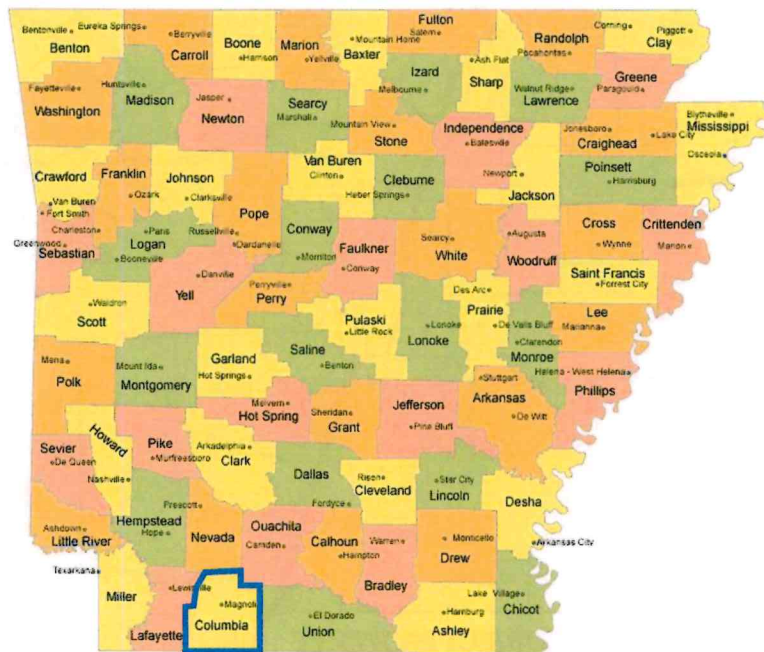 Bentonville
Eureka Springs
Benton
Berryville
Carroll
Boone
Harrison
Marion
Yellville
Mountain Home
Baxter
Fulton
Salem
Randolph
Pocahontas
Corning
Piggott
Clay
Fayetteville
Washington
Huntsville
Madison
Jasper
Newton
Searcy
Marshall
Mountain View
Stone
Izard
Melbourne
Ash Flat
Sharp
Walnut Ridge
Lawrence
Greene
Paragould
Independence
Batesville
Jonesboro
Craighead
Lake City
Blytheville
Mississippi
Osceola
Crawford
Van Buren
Fort Smith
Franklin
Ozark
Johnson
Clarksville
Pope
Russellville
Van Buren
Clinton
Heber Springs
Cleburne
Newport
Jackson
Poinsett
Harrisburg
Charleston
Greenwood
Sebastian
Paris
Logan
Booneville
Dardanelle
Danville
Yell
Conway
Morrilton
Faulkner
Conway
Searcy
White
Augusta
Woodruff
Cross
Wynne
Crittenden
Marion
Saint Francis
Forrest City
Waldron
Scott
Perryville
Perry
Pulaski
Little Rock
Lonoke
Lonoke
Des Arc
Prairie
De Valls Bluff
Clarendon
Monroe
Lee
Marianna
Helena - West Helena
Phillips
Mena
Polk
Mount Ida
Montgomery
Garland
Hot Springs
Saline
Benton
Malvern
Hot Spring
Sheridan
Grant
Jefferson
Pine Bluff
Stuttgart
Arkansas
De Witt
Sevier
De Queen
Howard
Nashville
Pike
Murfreesboro
Arkadelphia
Clark
Dallas
Fordyce
Rison
Cleveland
Star City
Lincoln
Desha
Arkansas City
Ashdown
Little River
Hempstead
Hope
Prescott
Nevada
Ouachita
Camden
Calhoun
Hampton
Warren
Bradley
Monticello
Drew
Texarkana
Miller
Lewisville
Lafayette
Magnoli
Columbia
El Dorado
Union
Hamburg
Ashley
Lake Village
Chicot